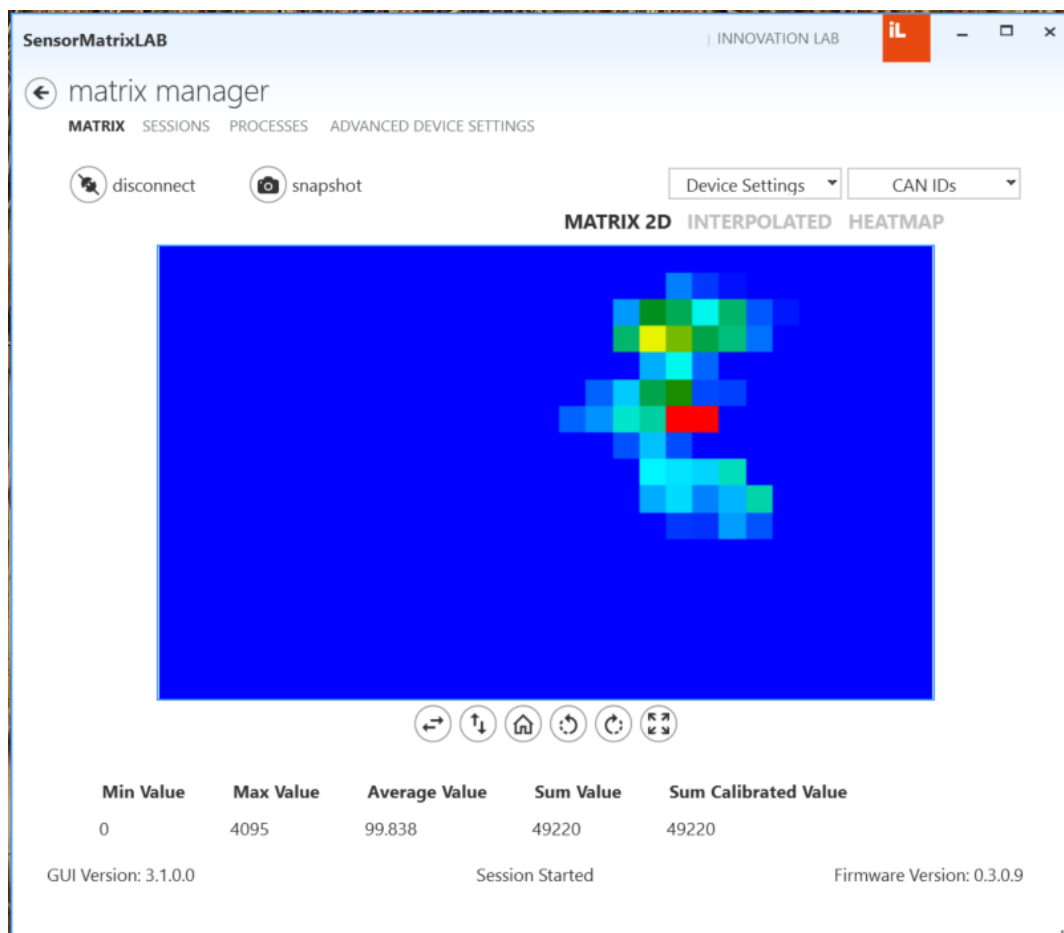 SensorMatrixLAB
| INNOVATION LAB
iL
matrix manager
MATRIX SESSIONS PROCESSES ADVANCED DEVICE SETTINGS
disconnect snapshot Device Settings CAN IDs
MATRIX 2D INTERPOLATED HEATMAP
Min Value Max Value Average Value Sum Value Sum Calibrated Value
0 4095 99.838 49220 49220
GUI Version: 3.1.0.0 Session Started Firmware Version: 0.3.0.9